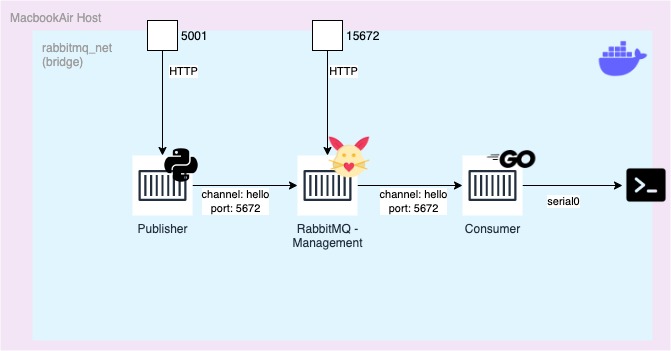 MacbookAir Host
5001
15672
rabbitmq_net
(bridge)
HTTP
HTTP
GO
channel: hello
port: 5672
channel: hello
port: 5672
serial0
>_
Publisher
RabbitMQ -
Management
Consumer